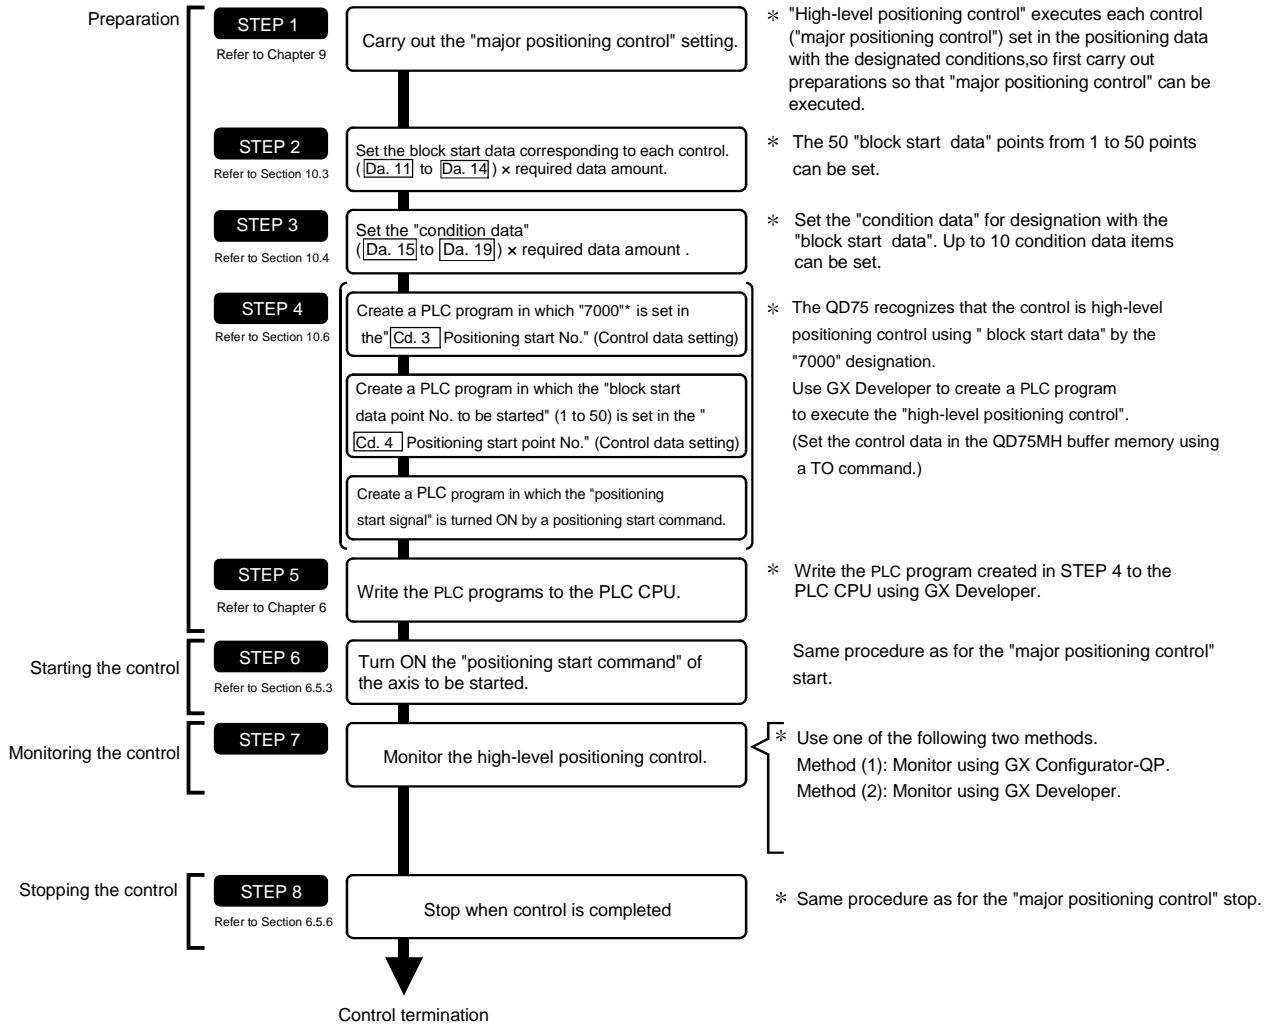 Preparation
STEP 1
Refer to Chapter 9
Carry out the "major positioning control" setting.
* "High-level positioning control" executes each control
("major positioning control") set in the positioning data
with the designated conditions,so first carry out
preparations so that "major positioning control" can be
executed.
STEP 2
Refer to Section 10.3
Set the block start data corresponding to each control.
( Da. 11 to Da. 14 ) × required data amount.
* The 50 "block start data" points from 1 to 50 points
can be set.
STEP 3
Refer to Section 10.4
Set the "condition data"
( Da. 15 to Da. 19 ) × required data amount .
* Set the "condition data" for designation with the
"block start data". Up to 10 condition data items
can be set.
STEP 4
Refer to Section 10.6
Create a PLC program in which "7000"* is set in
the" Cd. 3 Positioning start No." (Control data setting)
Create a PLC program in which the "block start
data point No. to be started" (1 to 50) is set in the "
Cd. 4 Positioning start point No." (Control data setting)
Create a PLC program in which the "positioning
start signal" is turned ON by a positioning start command.
* The QD75 recognizes that the control is high-level
positioning control using " block start data" by the
"7000" designation.
Use GX Developer to create a PLC program
to execute the "high-level positioning control".
(Set the control data in the QD75MH buffer memory using
a TO command.)
STEP 5
Refer to Chapter 6
Write the PLC programs to the PLC CPU.
* Write the PLC program created in STEP 4 to the
PLC CPU using GX Developer.
Starting the control
STEP 6
Refer to Section 6.5.3
Turn ON the "positioning start command" of
the axis to be started.
Same procedure as for the "major positioning control"
start.
Monitoring the control
STEP 7
Monitor the high-level positioning control.
* Use one of the following two methods.
Method (1): Monitor using GX Configurator-QP.
Method (2): Monitor using GX Developer.
Stopping the control
STEP 8
Refer to Section 6.5.6
Stop when control is completed
* Same procedure as for the "major positioning control" stop.
Control termination